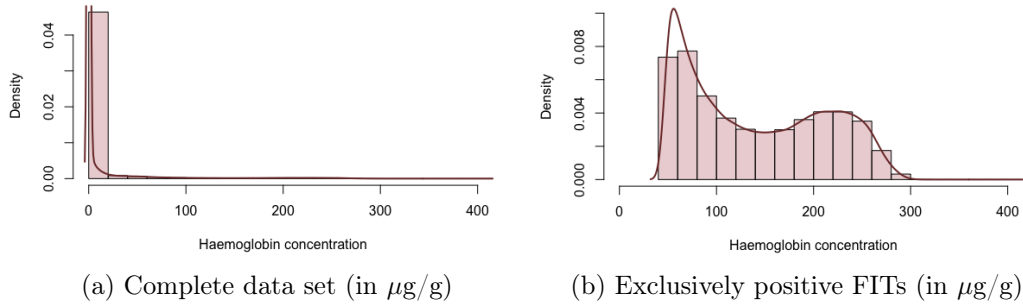 Density
0.00
0.02
0.04
0
100
200
300
400
Haemoglobin concentration
(a) Complete data set (in μg/g)
Density
0.000
0.004
0.008
0
100
200
300
400
Haemoglobin concentration
(b) Exclusively positive FITs (in μg/g)